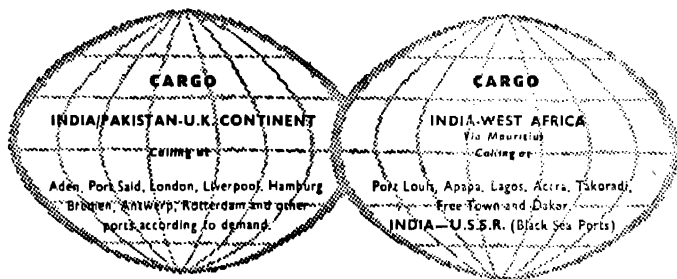 CARGO
INDIA/PAKISTAN-U.K. CONTINENT
Calling at
Aden, Port Said, London, Liverpool, Hamburg
Bremen, Antwerp, Rotterdam and other
ports according to demand.
CARGO
INDIA-WEST AFRICA
Via Mauritius
Calling at
Port Louis, Apapa, Lagos, Accra, Takoradi,
Free Town and Dakar.
INDIA—U.S.S.R. (Black Sea Ports)